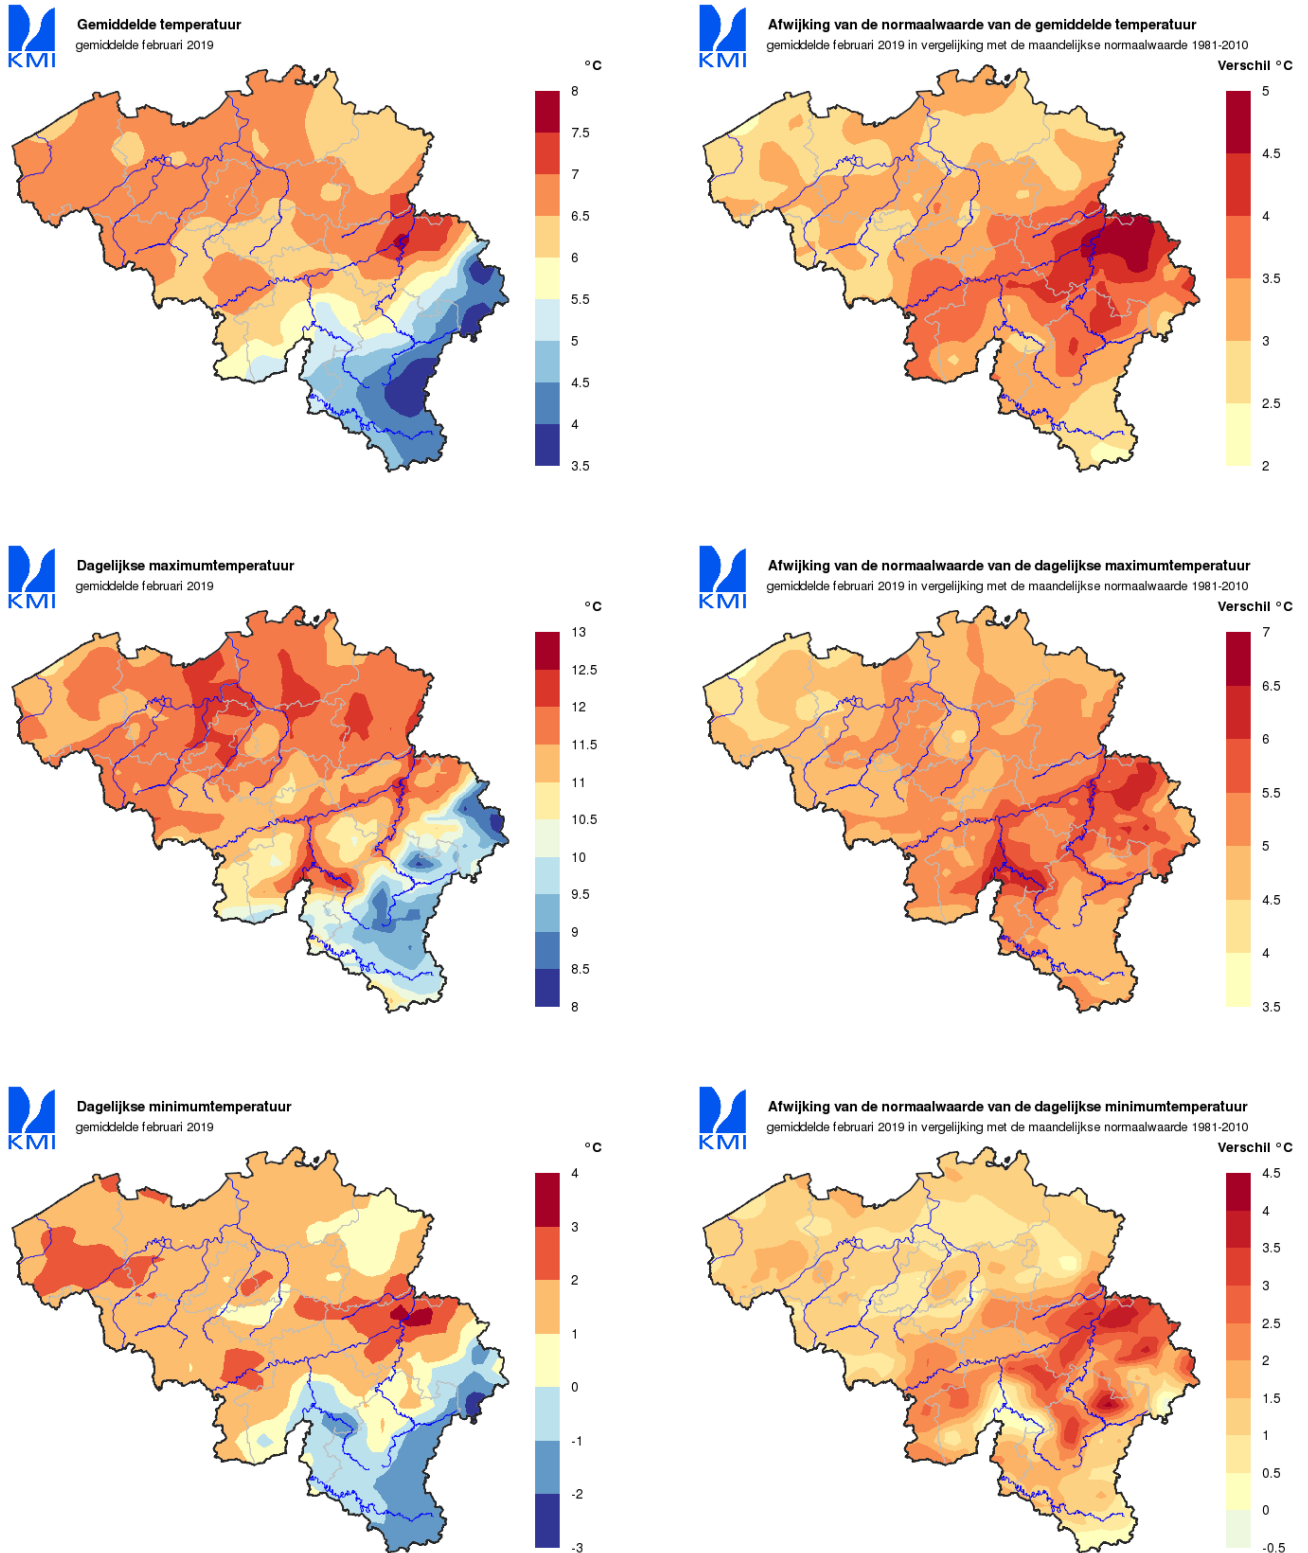 Gemiddelde temperatuur
gemiddelde februari 2019
KMI
°C
8
7.5
7
6.5
6
5.5
5
4.5
4
3.5
Afwijking van de normaalwaarde van de gemiddelde temperatuur
gemiddelde februari 2019 in vergelijking met de maandelijkse normaalwaarde 1981-2010
KMI
Verschil °C
5
4.5
4
3.5
3
2.5
2
Dagelijkse maximumtemperatuur
gemiddelde februari 2019
KMI
°C
13
12.5
12
11.5
11
10.5
10
9.5
9
8.5
8
Afwijking van de normaalwaarde van de dagelijkse maximumtemperatuur
gemiddelde februari 2019 in vergelijking met de maandelijkse normaalwaarde 1981-2010
KMI
Verschil °C
7
6.5
6
5.5
5
4.5
4
3.5
Dagelijkse minimumtemperatuur
gemiddelde februari 2019
KMI
°C
4
3
2
1
0
-1
-2
-3
Afwijking van de normaalwaarde van de dagelijkse minimumtemperatuur
gemiddelde februari 2019 in vergelijking met de maandelijkse normaalwaarde 1981-2010
KMI
Verschil °C
4.5
4
3.5
3
2.5
2
1.5
1
0.5
0
-0.5